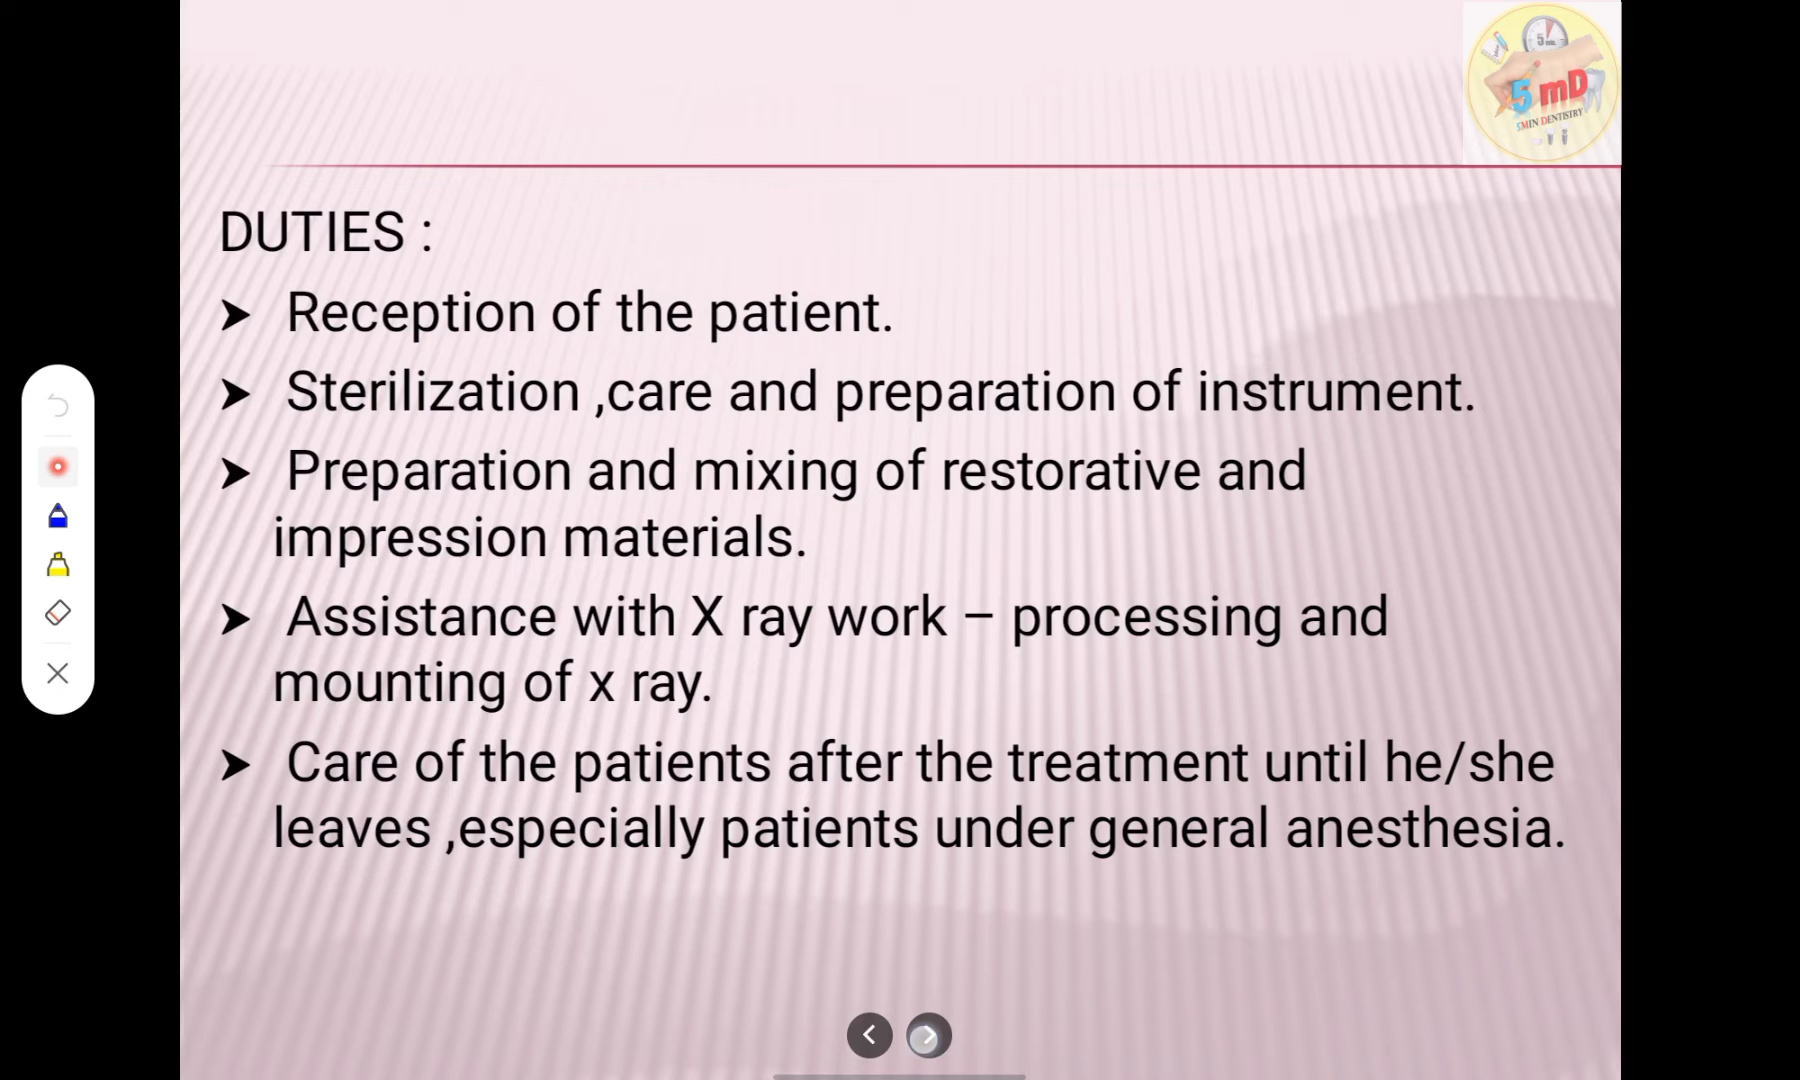 5 min.
5 mD
5MIN DENTISTRY
DUTIES :
➤ Reception of the patient.
➤ Sterilization ,care and preparation of instrument.
➤ Preparation and mixing of restorative and
impression materials.
➤ Assistance with X ray work – processing and
mounting of x ray.
➤ Care of the patients after the treatment until he/she
leaves ,especially patients under general anesthesia.